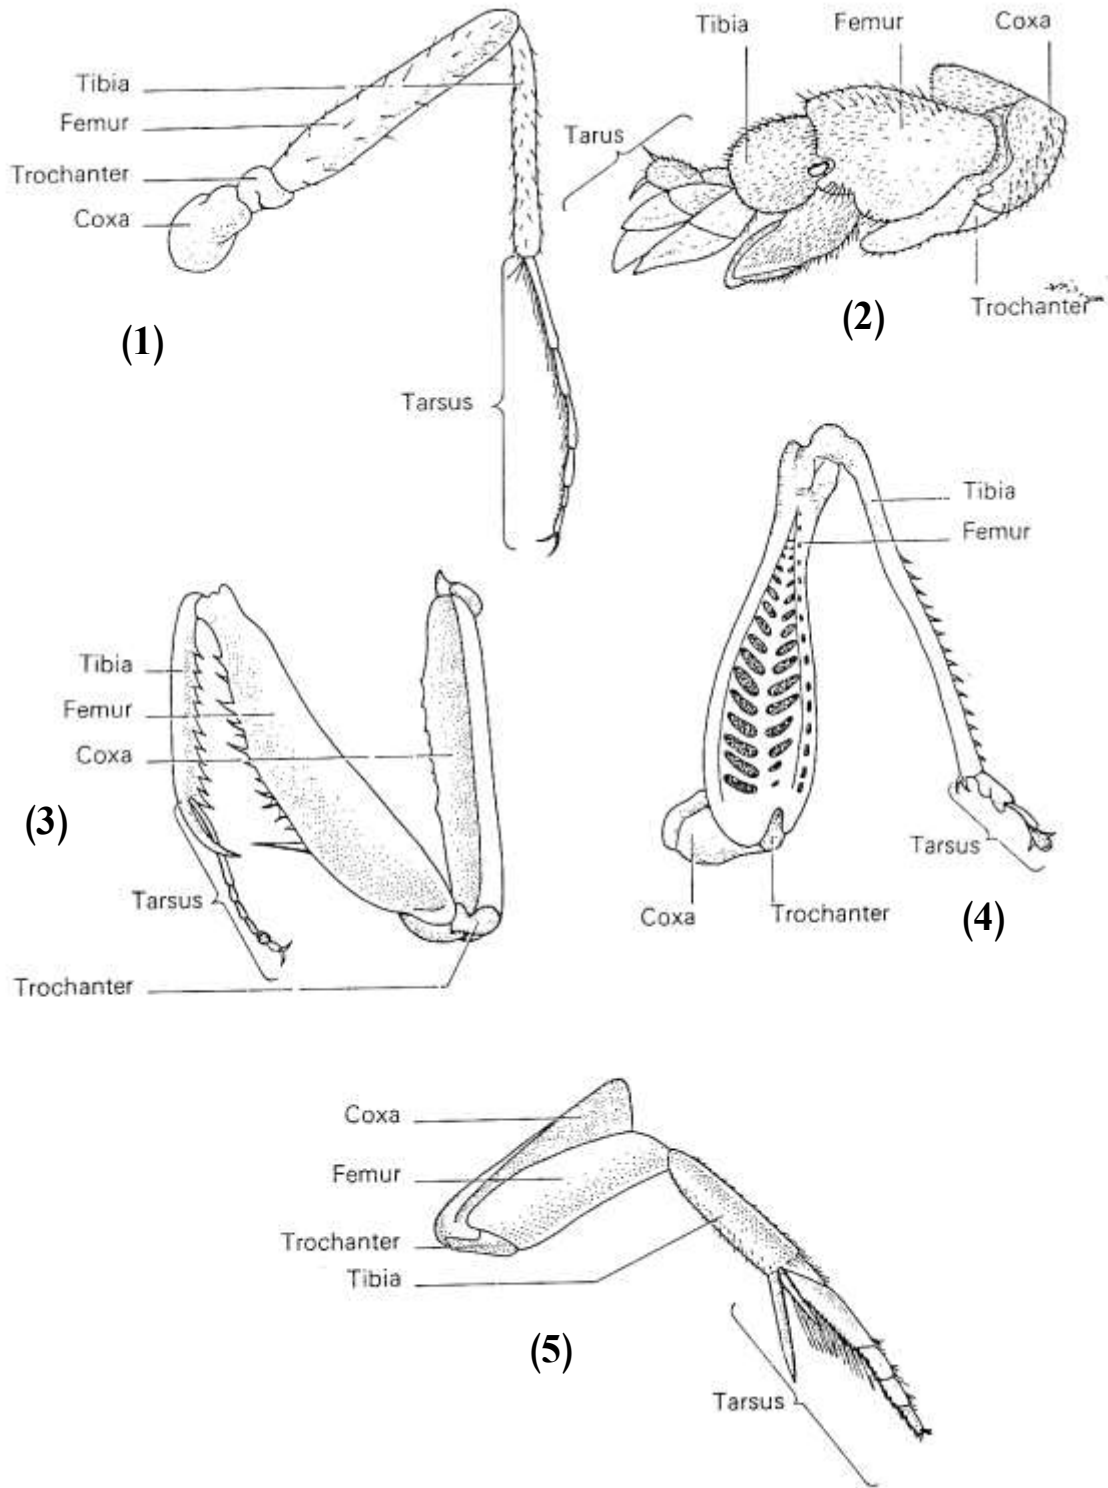 Tibia
Femur
Trochanter
Coxa
Tarsus
(1)
Tibia
Femur
Coxa
Tarus
Trochanter
(2)
Tibia
Femur
Coxa
(3)
Tarsus
Trochanter
Tibia
Femur
Tarsus
Coxa
Trochanter
(4)
Coxa
Femur
Trochanter
Tibia
(5)
Tarsus